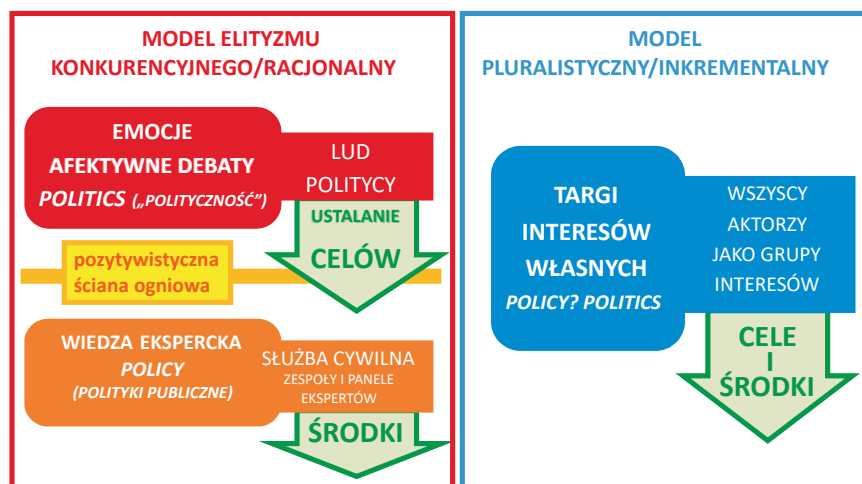 MODEL ELITYZMU
KONKURENCYJNEGO/RACJONALNY
EMOCJE
AFEKTYWNE DEBATY
POLITICS („POLITYCZNOŚĆ”)
LUD
POLITYCY
USTALANIE
CELÓW
pozytywistyczna
ściana ogniowa
WIEDZA EKSPERCKA
POLICY
(POLITYKI PUBLICZNE)
SŁUŻBA CYWILNA
ZESPOŁY I PANELE
EKSPERTÓW
ŚRODKI
MODEL
PLURALISTYCZNY/INKREMENTALNY
TARGI
INTERESÓW
WŁASNYCH
POLICY? POLITICS
WSZYSCY
AKTORZY
JAKO GRUPY
INTERESÓW
CELE
I
ŚRODKI